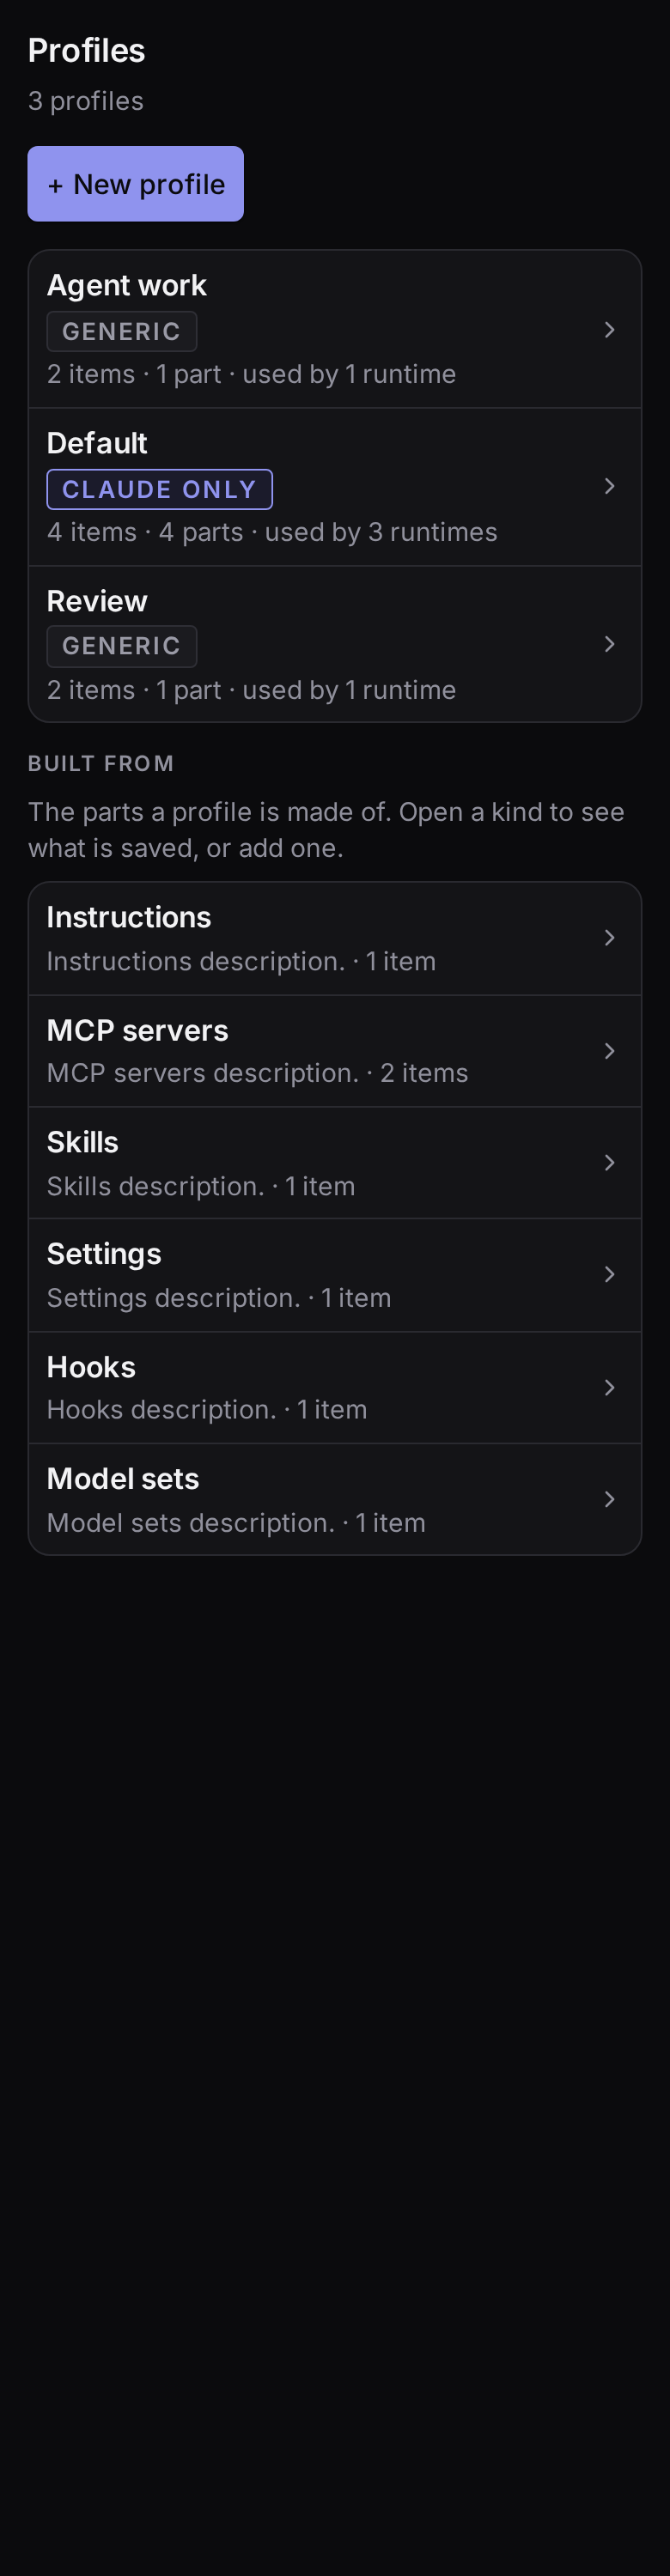 Profiles
3 profiles
+ New profile
Agent work
GENERIC
2 items · 1 part · used by 1 runtime
Default
CLAUDE ONLY
4 items · 4 parts · used by 3 runtimes
Review
GENERIC
2 items · 1 part · used by 1 runtime
BUILT FROM
The parts a profile is made of. Open a kind to see
what is saved, or add one.
Instructions
Instructions description. · 1 item
MCP servers
MCP servers description. · 2 items
Skills
Skills description. · 1 item
Settings
Settings description. · 1 item
Hooks
Hooks description. · 1 item
Model sets
Model sets description. · 1 item